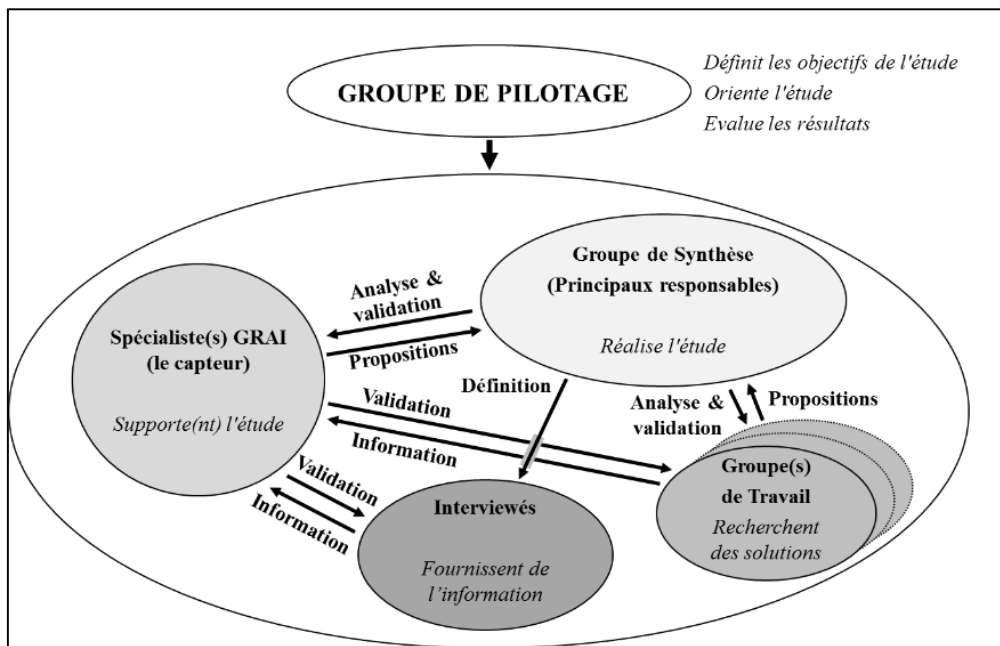 GROUPE DE PILOTAGE
Définit les objectifs de l'étude
Oriente l'étude
Evalue les résultats
Groupe de Synthèse
(Principaux responsables)
Réalise l'étude
Analyse &
validation
Propositions
Spécialiste(s) GRAI
(le capteur)
Supporte(nt) l'étude
Définition
Validation
Information
Analyse &
validation
Propositions
Validation
Information
Interviewés
Fournissent de
l’information
Groupe(s)
de Travail
Recherchent
des solutions